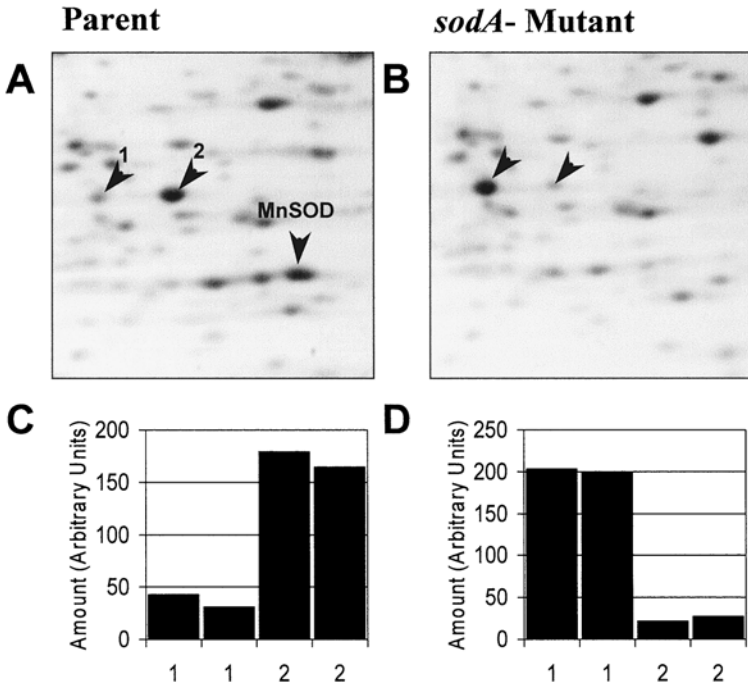 Parent
sodA- Mutant
A
B
1
2
MnSOD
C
D
Amount (Arbitrary Units)
200
150
100
50
0
1 1 2 2
Amount (Arbitrary Units)
250
200
150
100
50
0
1 1 2 2